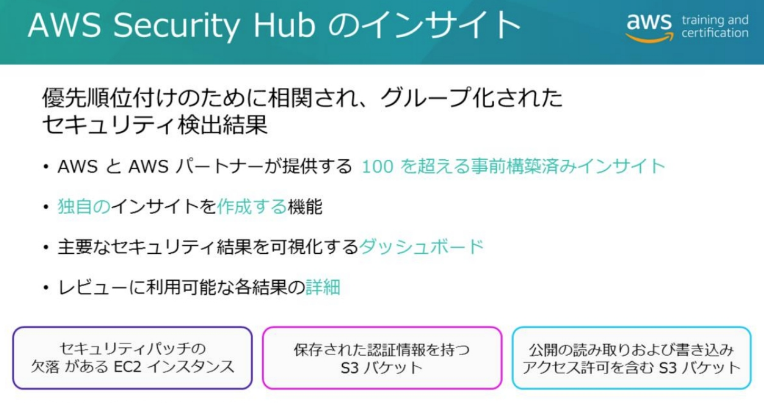 AWS Security Hub のインサイト
aws training and
certification
優先順位付けのために相関され、グループ化された
セキュリティ検出結果
• AWS と AWS パートナーが提供する 100 を超える事前構築済みインサイト
• 独自のインサイトを作成する機能
• 主要なセキュリティ結果を可視化するダッシュボード
• レビューに利用可能な各結果の詳細
セキュリティパッチの
欠落 がある EC2 インスタンス
保存された認証情報を持つ
S3 バケット
公開の読み取りおよび書き込み
アクセス許可を含む S3 バケット